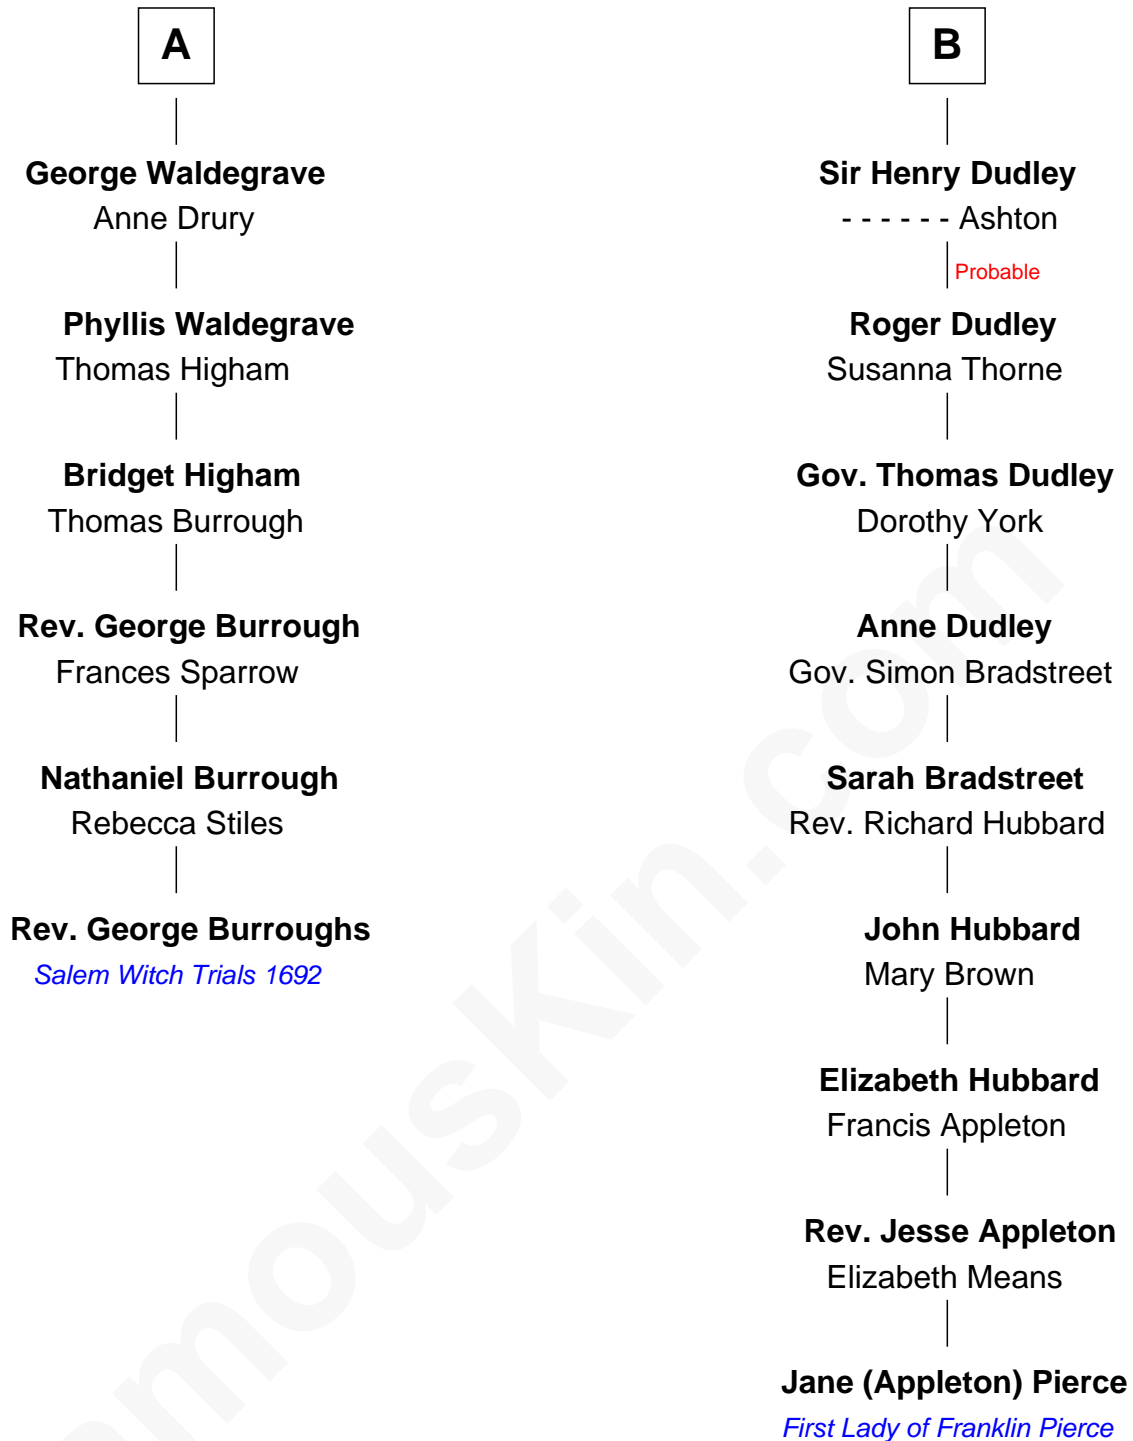 A
George Waldegrave
Anne Drury
Phyllis Waldegrave
Thomas Higham
Bridget Higham
Thomas Burrough
Rev. George Burrough
Frances Sparrow
Nathaniel Burrough
Rebecca Stiles
Rev. George Burroughs
Salem Witch Trials 1692
B
Sir Henry Dudley
- - - - - - Ashton
Probable
Roger Dudley
Susanna Thorne
Gov. Thomas Dudley
Dorothy York
Anne Dudley
Gov. Simon Bradstreet
Sarah Bradstreet
Rev. Richard Hubbard
John Hubbard
Mary Brown
Elizabeth Hubbard
Francis Appleton
Rev. Jesse Appleton
Elizabeth Means
Jane (Appleton) Pierce
First Lady of Franklin Pierce
mouskin.com